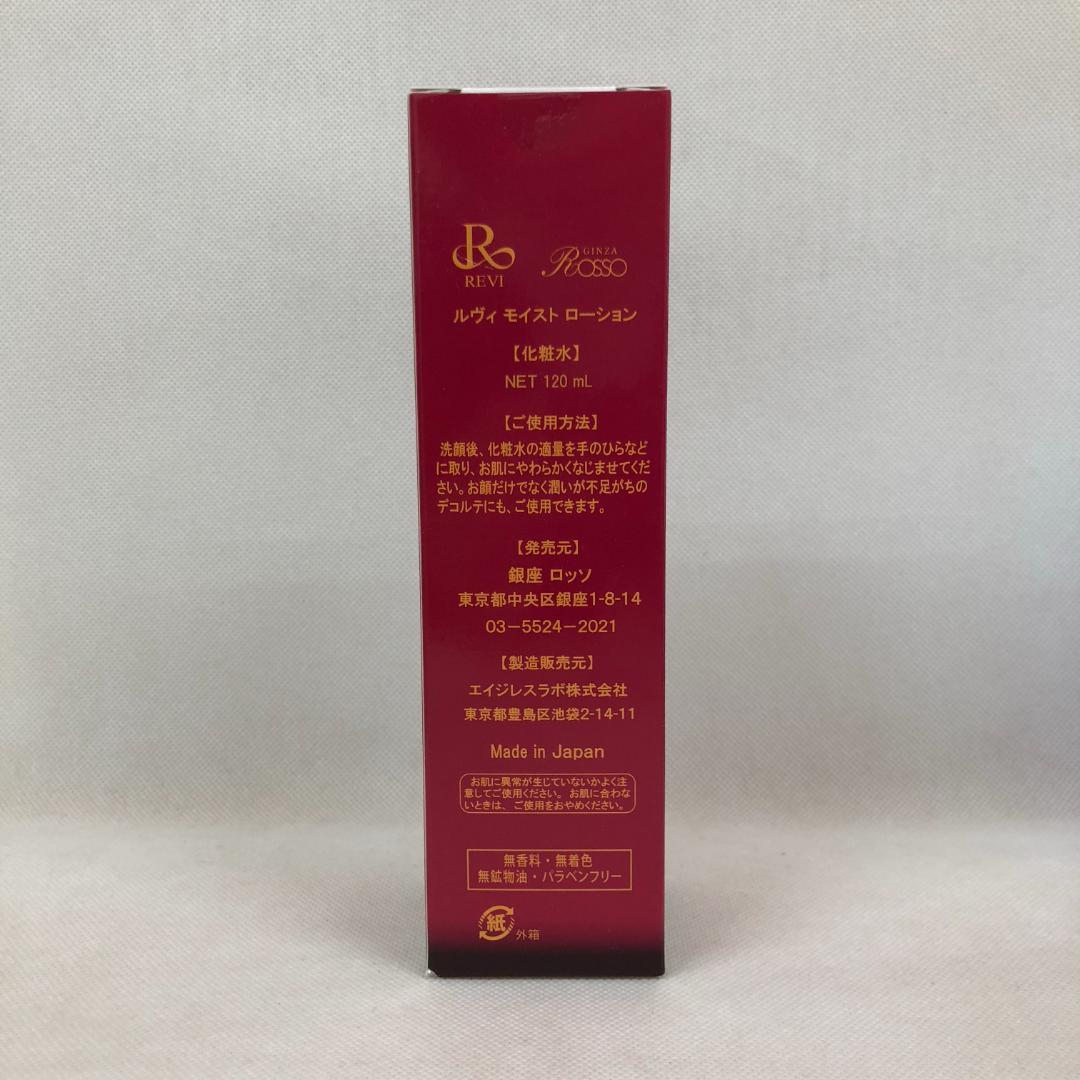 R
REVI
GINZA
ROSSO
ルヴィ モイスト ローション
【化粧水】
NET 120 mL
【ご使用方法】
洗顔後、化粧水の適量を手のひらなど
に取り、お肌にやわらかくなじませてくだ
さい。お顔だけでなく潤いが不足がちの
デコルテにも、ご使用できます。
【発売元】
銀座 ロッソ
東京都中央区銀座1-8-14
03-5524-2021
【製造販売元】
エイジレスラボ株式会社
東京都豊島区池袋2-14-11
Made in Japan
お肌に異常が生じていないかよく注
意してご使用ください。お肌に合わな
いときは、ご使用をおやめください。
無香料・無着色
無鉱物油・パラベンフリー
紙
外箱